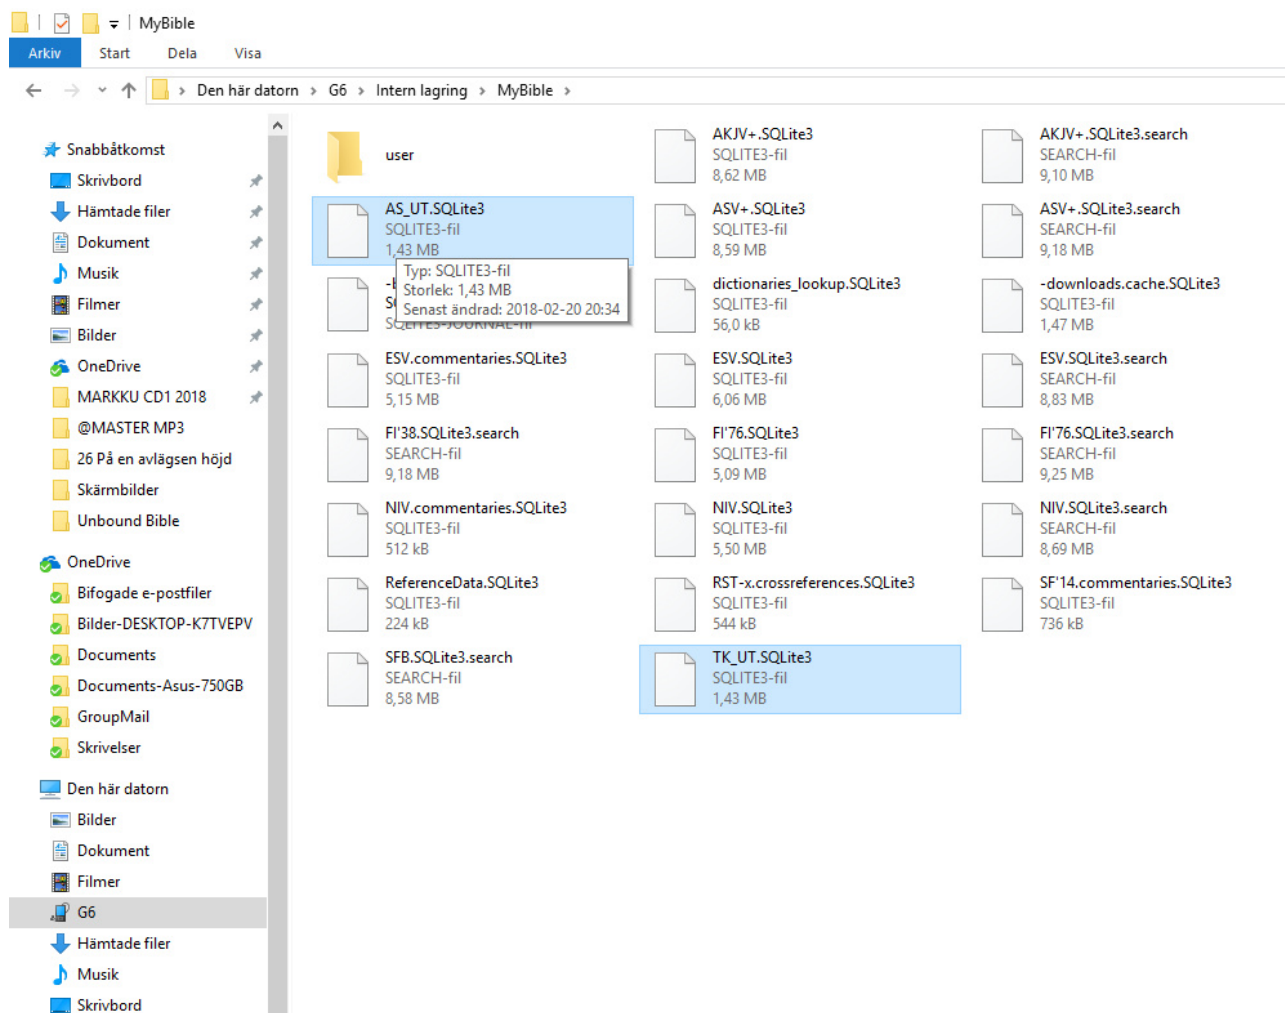 MyBible
Arkiv Start Dela Visa
Den här datorn > G6 > Intern lagring > MyBible >
Snabbåtkomst
Skrivbord
Hämtade filer
Dokument
Musik
Filmer
Bilder
OneDrive
MARKKU CD1 2018
@MASTER MP3
26 På en avlägsen höjd
Skärmbilder
Unbound Bible
OneDrive
Bifogade e-postfiler
Bilder-DESKTOP-K7TVEPV
Documents
Documents-Asus-750GB
GroupMail
Skrivelser
Den här datorn
Bilder
Dokument
Filmer
G6
Hämtade filer
Musik
Skrivbord
user
AKJV+.SQLite3
SQLITE3-fil
8,62 MB
AKJV+.SQLite3.search
SEARCH-fil
9,10 MB
AS_UT.SQLite3
SQLITE3-fil
1,43 MB
ASV+.SQLite3
SQLITE3-fil
8,59 MB
ASV+.SQLite3.search
SEARCH-fil
9,18 MB
Typ: SQLITE3-fil
Storlek: 1,43 MB
Senast ändrad: 2018-02-20 20:34
SQLITE3-JOURNAL-fil
dictionaries_lookup.SQLite3
SQLITE3-fil
56,0 kB
-downloads.cache.SQLite3
SQLITE3-fil
1,47 MB
ESV.commentaries.SQLite3
SQLITE3-fil
5,15 MB
ESV.SQLite3
SQLITE3-fil
6,06 MB
ESV.SQLite3.search
SEARCH-fil
8,83 MB
FI'38.SQLite3.search
SEARCH-fil
9,18 MB
FI'76.SQLite3
SQLITE3-fil
5,09 MB
FI'76.SQLite3.search
SEARCH-fil
9,25 MB
NIV.commentaries.SQLite3
SQLITE3-fil
512 kB
NIV.SQLite3
SQLITE3-fil
5,50 MB
NIV.SQLite3.search
SEARCH-fil
8,69 MB
ReferenceData.SQLite3
SQLITE3-fil
224 kB
RST-x.crossreferences.SQLite3
SQLITE3-fil
544 kB
SF'14.commentaries.SQLite3
SQLITE3-fil
736 kB
SFB.SQLite3.search
SEARCH-fil
8,58 MB
TK_UT.SQLite3
SQLITE3-fil
1,43 MB